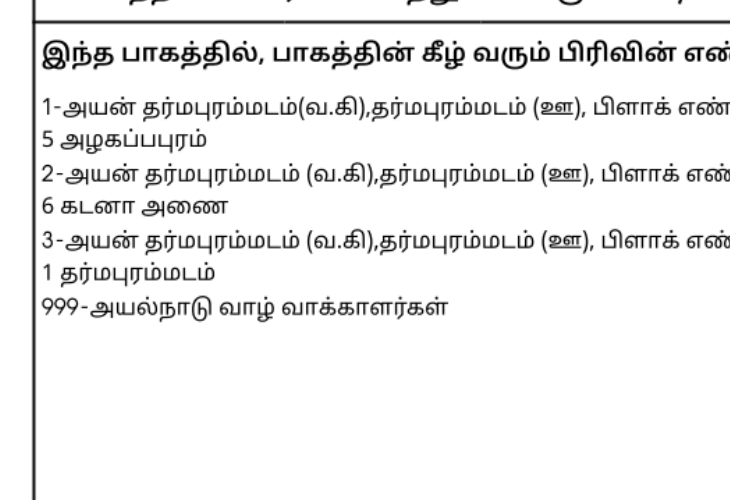 இந்த பாகத்தில், பாகத்தின் கீழ் வரும் பிரிவின் எண்
1-அயன் தர்மபுரம்மடம்(வ.கி),தர்மபுரம்மடம் (ஊ), பிளாக் எண்
5 அழகப்பபுரம்
2-அயன் தர்மபுரம்மடம் (வ.கி),தர்மபுரம்மடம் (ஊ), பிளாக் எண்
6 கடனா அணை
3-அயன் தர்மபுரம்மடம் (வ.கி),தர்மபுரம்மடம் (ஊ), பிளாக் எண்
1 தர்மபுரம்மடம்
999-அயல்நாடு வாழ் வாக்காளர்கள்